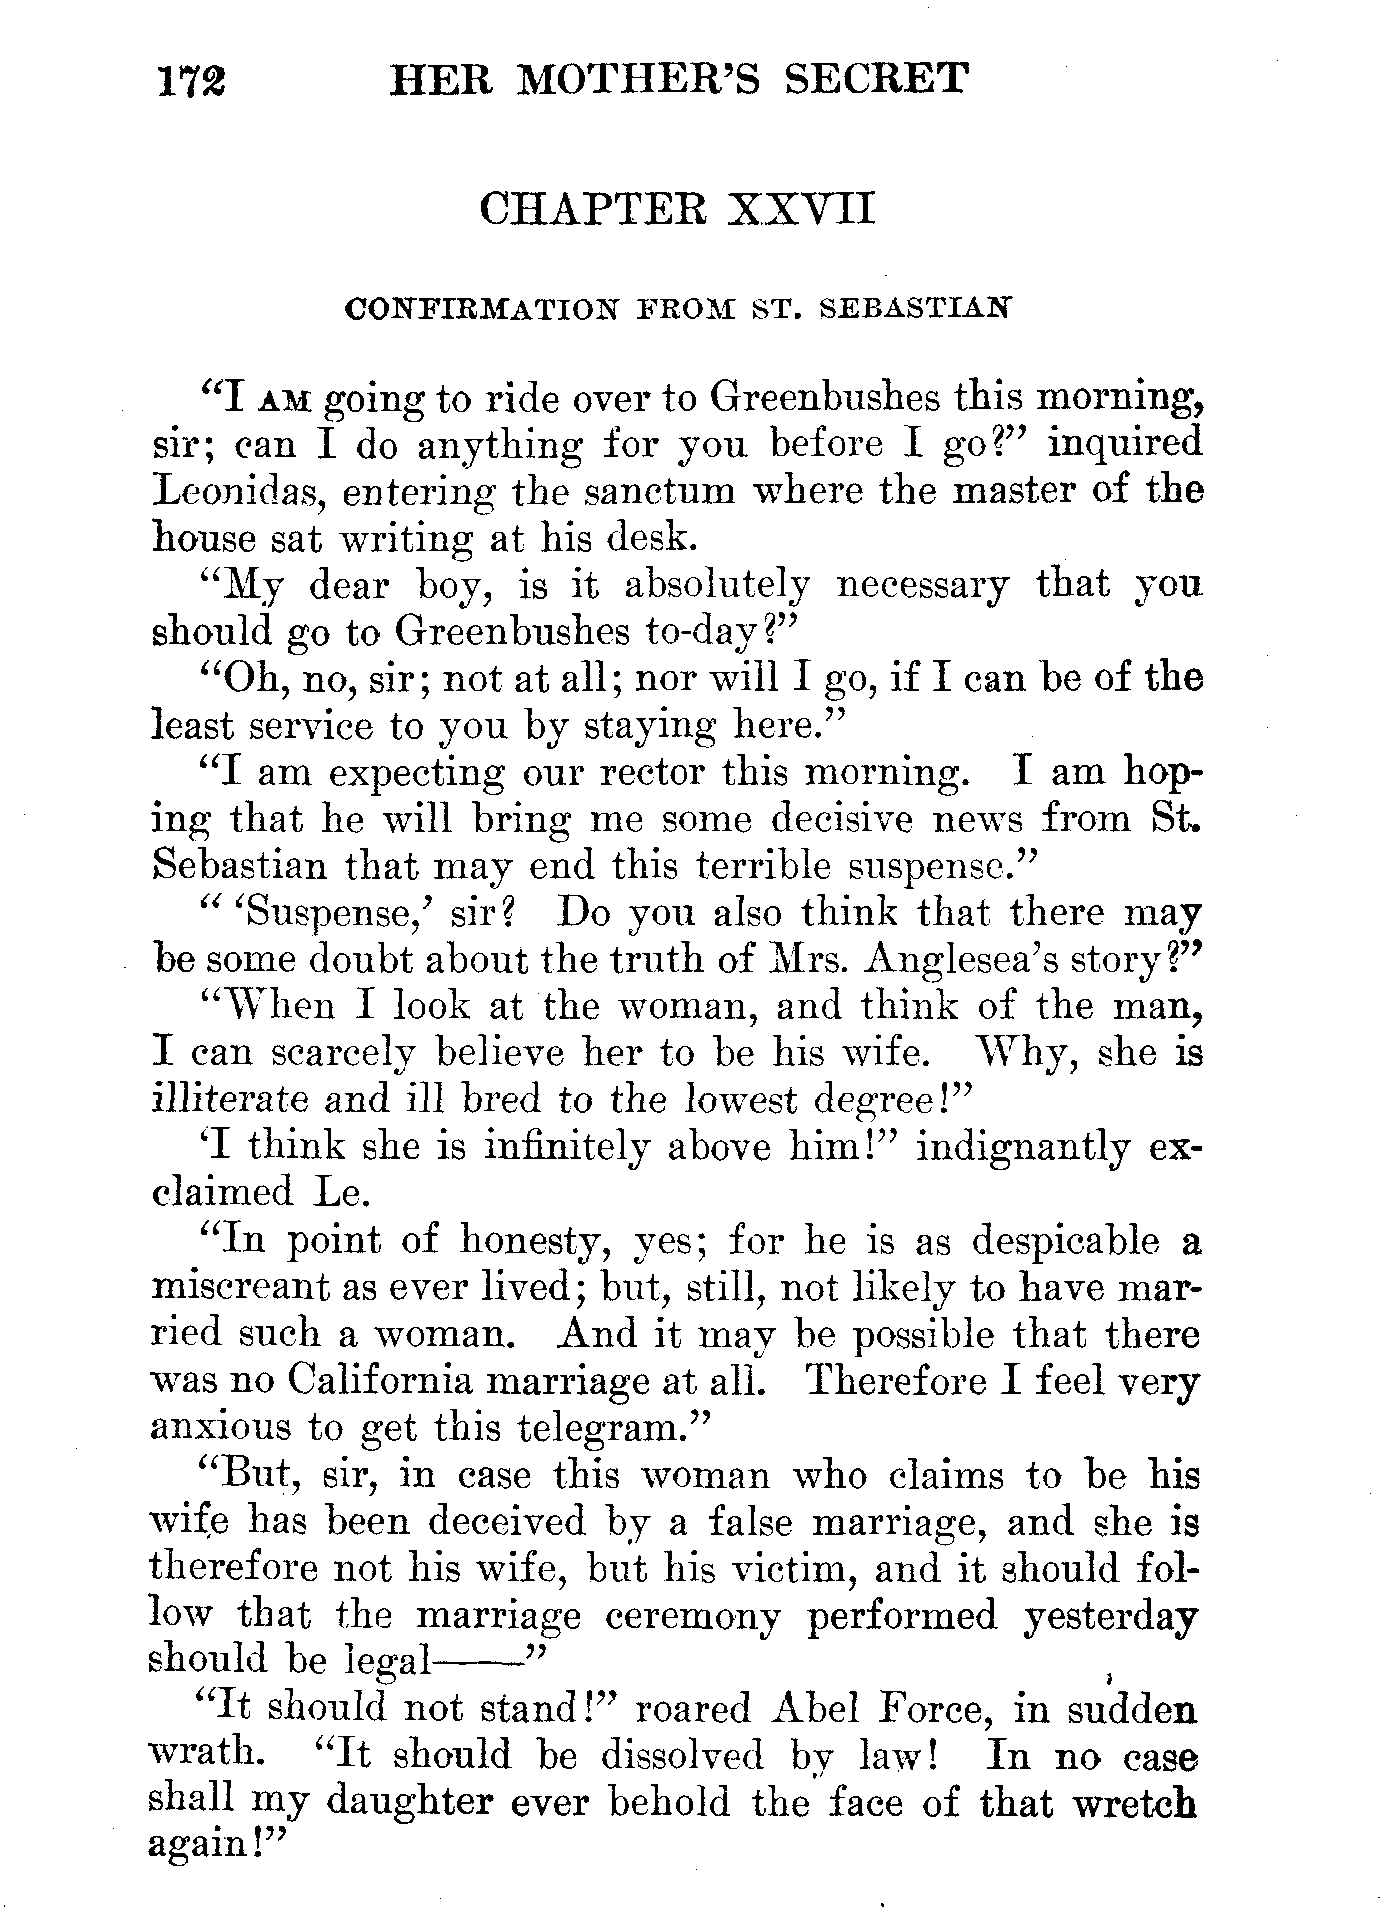 172 HER MOTHER'S SECRET
CHAPTER XXVII
CONFIRMATION FROM ST. SEBASTIAN
"I AM going to ride over to Greenbushes this morning,
sir; can I do anything for you before I go?" inquired
Leonidas, entering the sanctum where the master of the
house sat writing at his desk.
"My dear boy, is it absolutely necessary that you
should go to Greenbushes to-day?"
"Oh, no, sir; not at all; nor will I go, if I can be of the
least service to you by staying here."
"I am expecting our rector this morning. I am hop-
ing that he will bring me some decisive news from St.
Sebastian that may end this terrible suspense."
"'Suspense,' sir? Do you also think that there may
be some doubt about the truth of Mrs. Anglesea's story?"
"When I look at the woman, and think of the man,
I can scarcely believe her to be his wife. Why, she is
illiterate and ill bred to the lowest degree!"
'I think she is infinitely above him!" indignantly ex-
claimed Le.
"In point of honesty, yes; for he is as despicable a
miscreant as ever lived; but, still, not likely to have mar-
ried such a woman. And it may be possible that there
was no California marriage at all. Therefore I feel very
anxious to get this telegram."
"But, sir, in case this woman who claims to be his
wife has been deceived by a false marriage, and she is
therefore not his wife, but his victim, and it should fol-
low that the marriage ceremony performed yesterday
should be legal——"
"It should not stand!" roared Abel Force, in sudden
wrath. "It should be dissolved by law! In no case
shall my daughter ever behold the face of that wretch
again!"